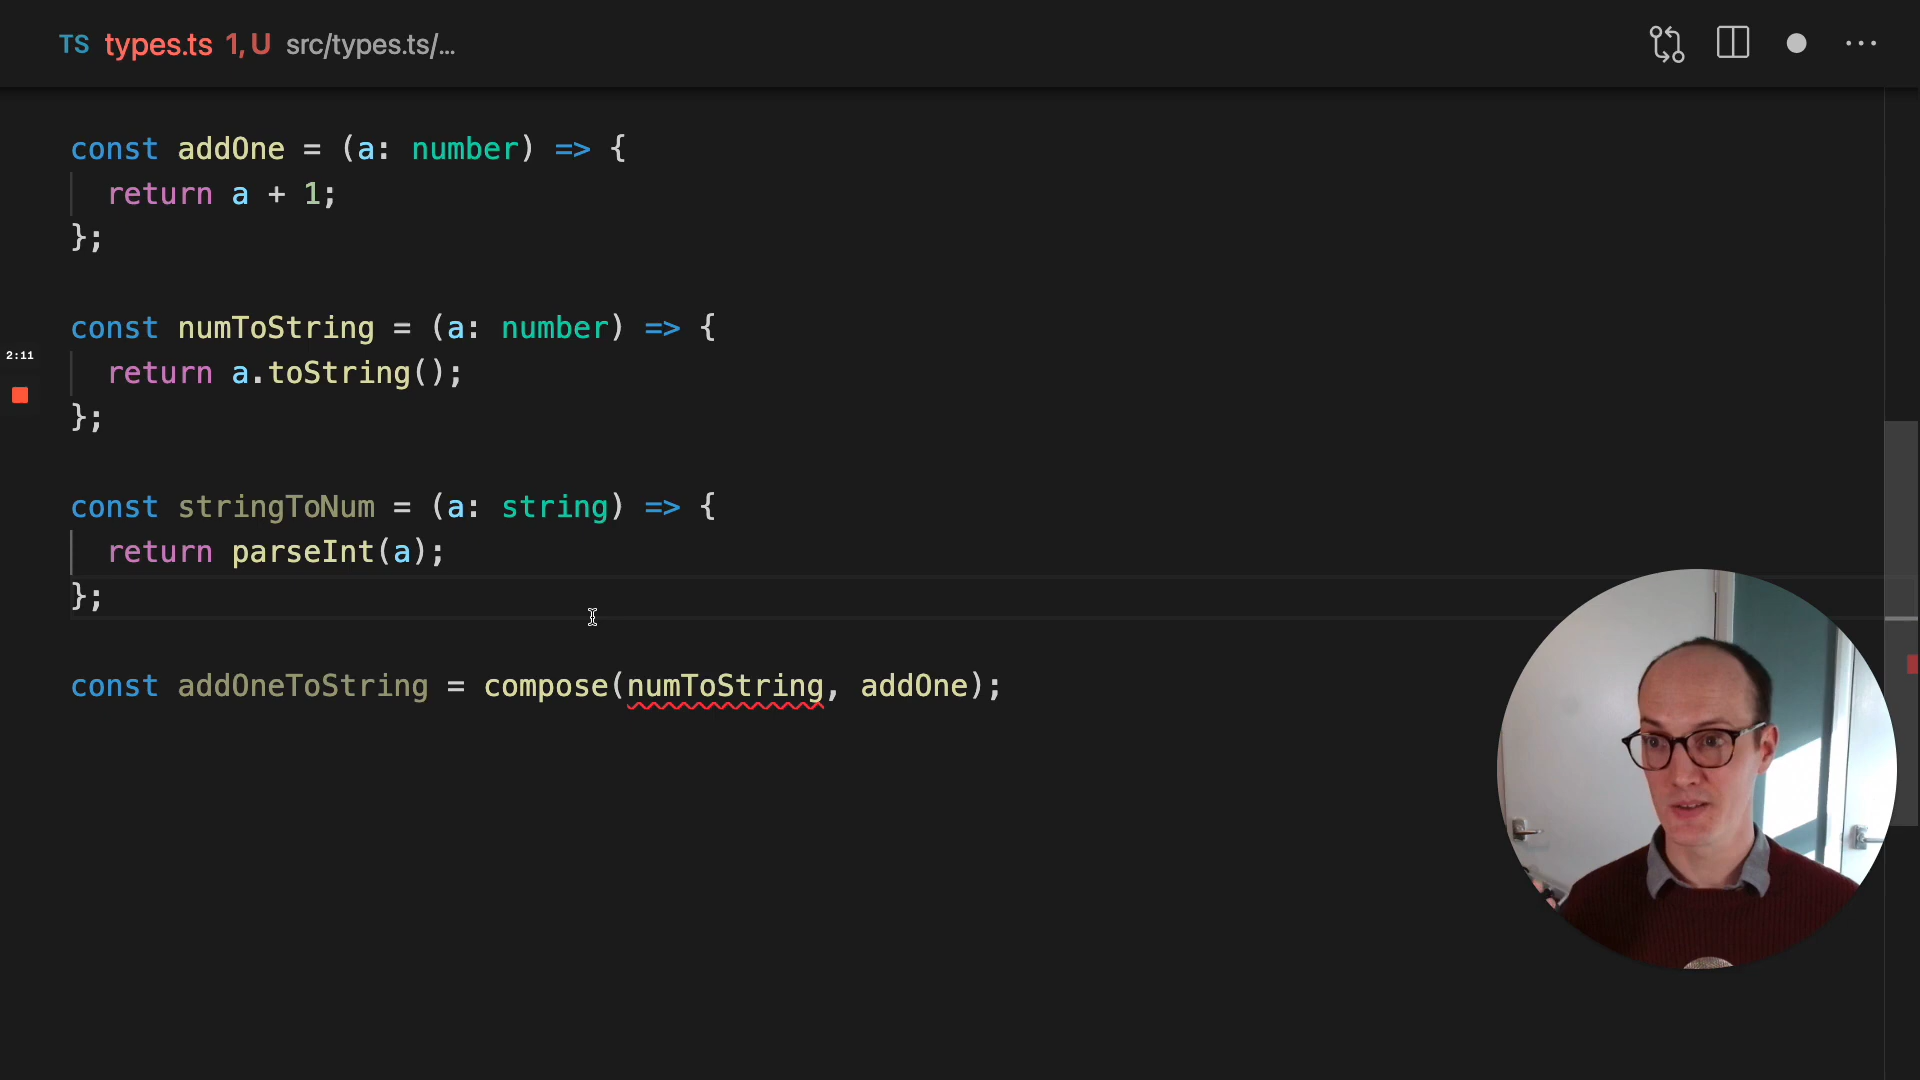 TS types.ts 1, U src/types.ts/...
const addOne = (a: number) => {
return a + 1;
};
const numToString = (a: number) => {
2:11
return a.toString();
};
const stringToNum = (a: string) => {
return parseInt(a);
};
const addOneToString = compose(numToString, addOne);